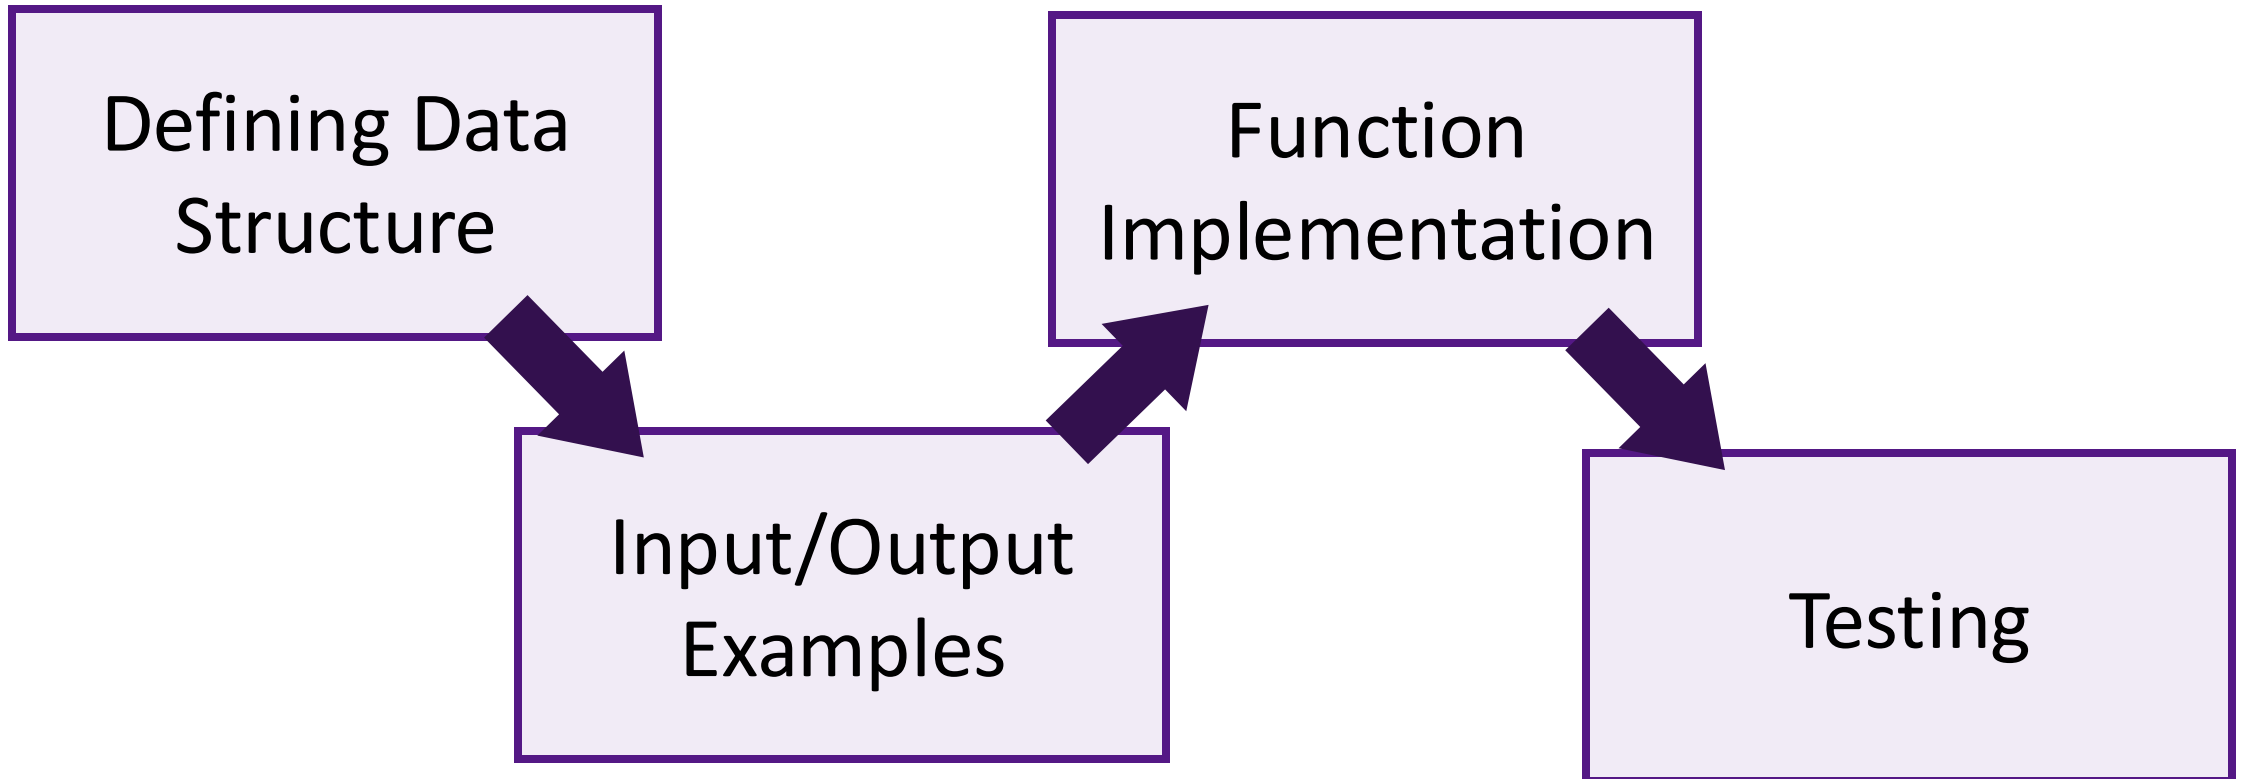 Defining Data
Structure
Input/Output
Examples
Function
Implementation
Testing